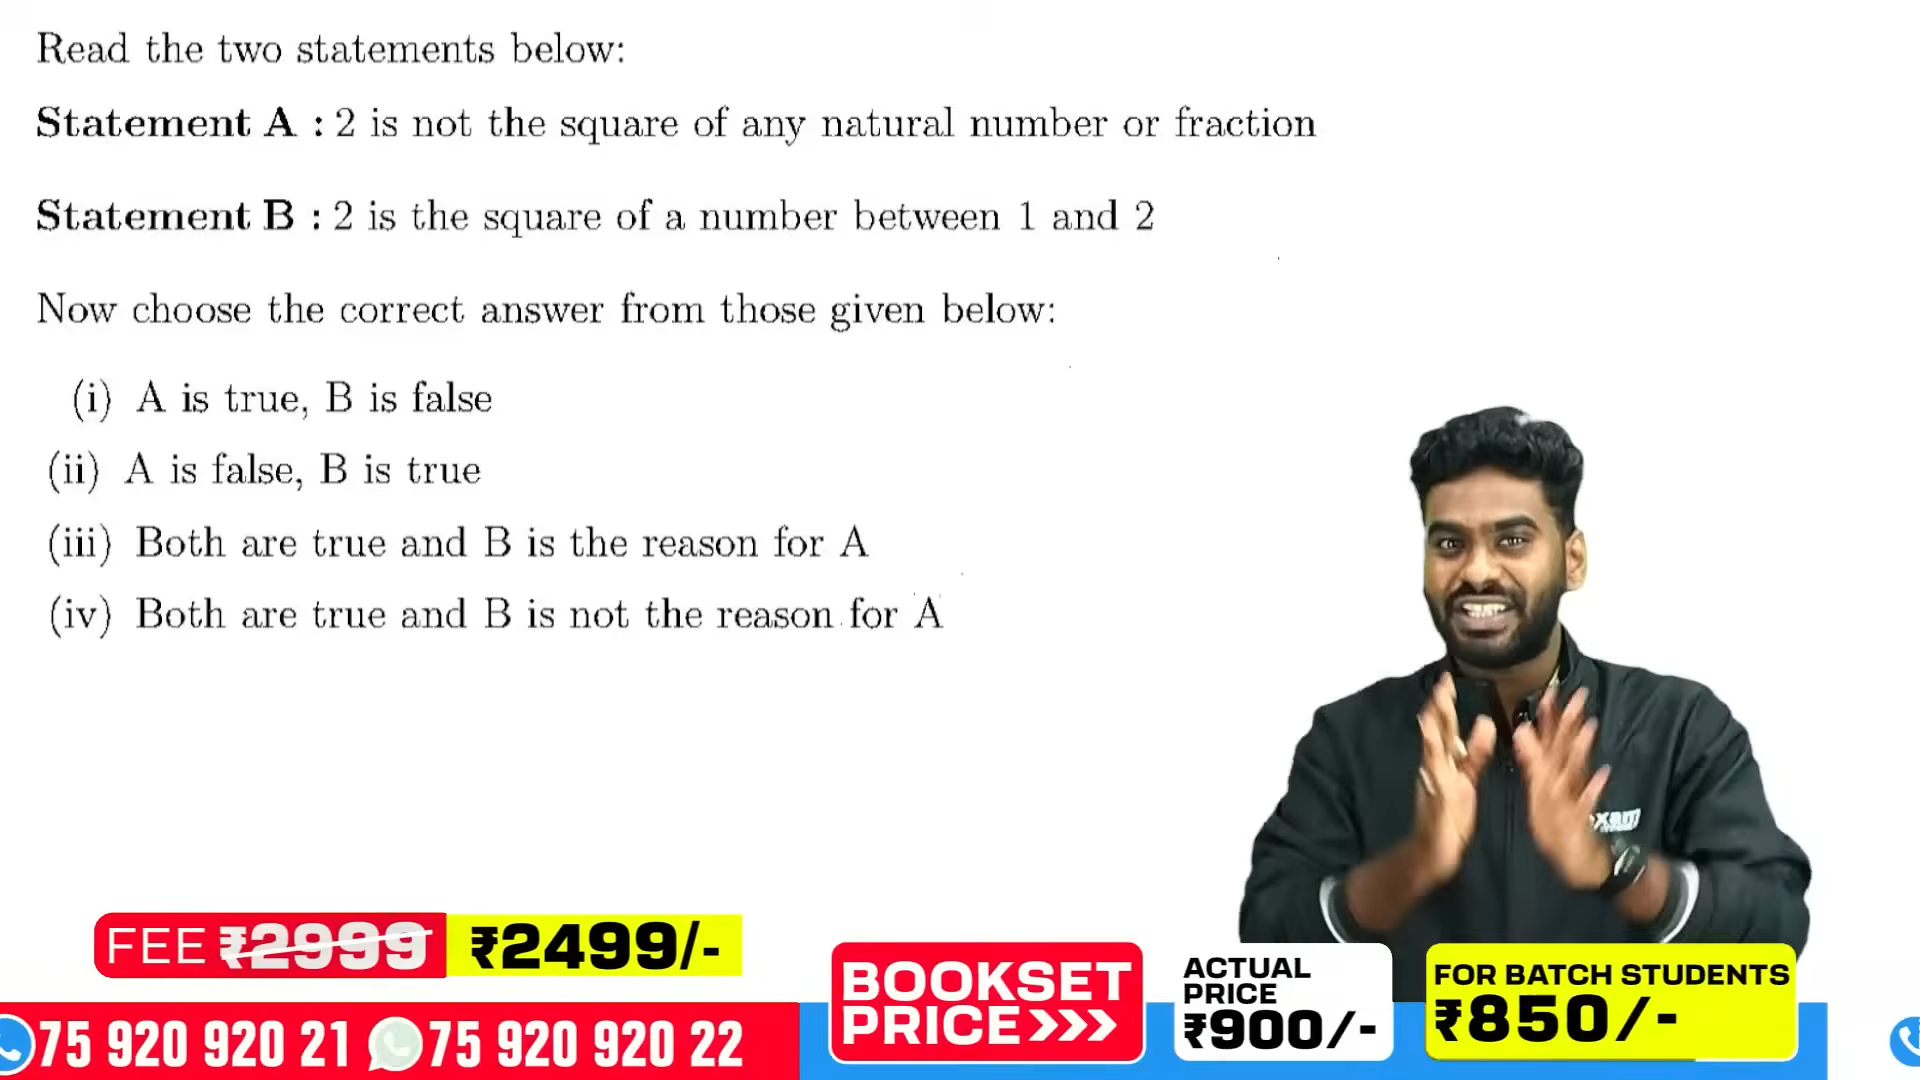 Read the two statements below:
Statement A : 2 is not the square of any natural number or fraction
Statement B : 2 is the square of a number between 1 and 2
Now choose the correct answer from those given below:
(i) A is true, B is false
(ii) A is false, B is true
(iii) Both are true and B is the reason for A
(iv) Both are true and B is not the reason for A
FEE ₹2999 ₹2499/-
75 920 920 21 75 920 920 22
BOOKSET
PRICE >>>
ACTUAL
PRICE
₹900/-
FOR BATCH STUDENTS
₹850/-